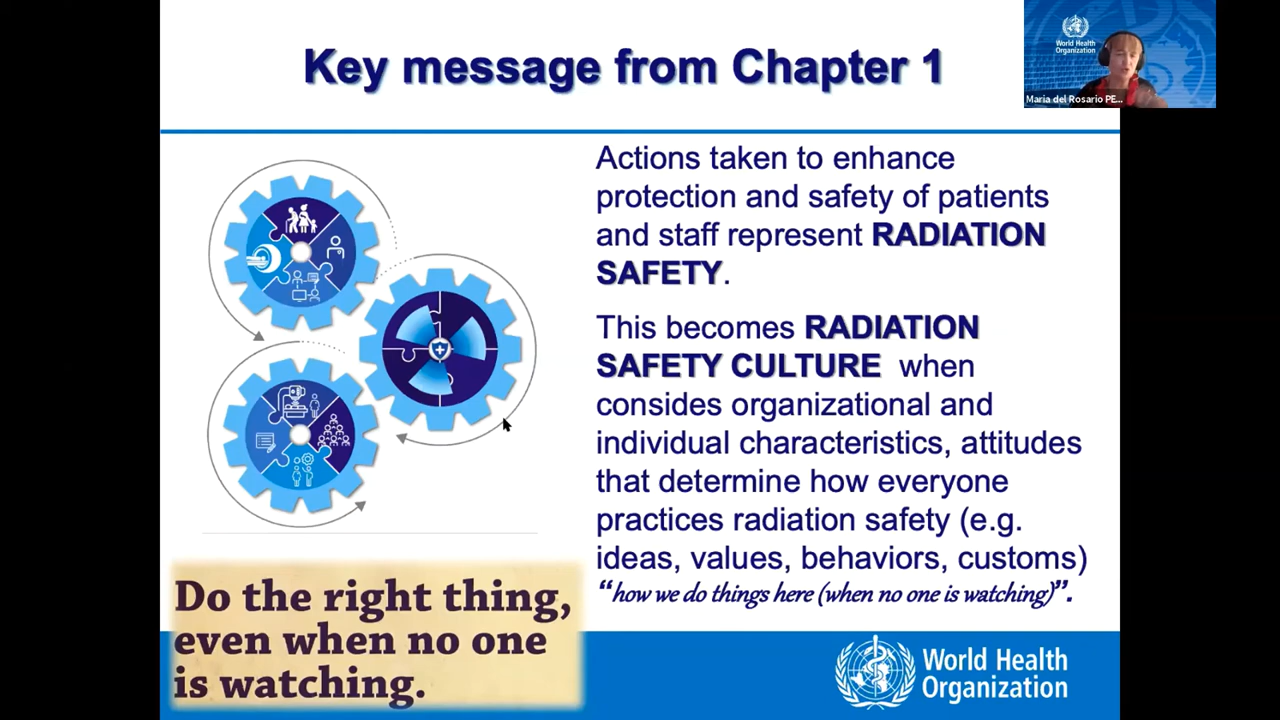 Key message from Chapter 1
World Health
Organization
Maria del Rosario PE...
Actions taken to enhance
protection and safety of patients
and staff represent RADIATION
SAFETY.
This becomes RADIATION
SAFETY CULTURE when
consides organizational and
individual characteristics, attitudes
that determine how everyone
practices radiation safety (e.g.
ideas, values, behaviors, customs)
“how we do things here (when no one is watching)”.
Do the right thing,
even when no one
is watching.
World Health
Organization